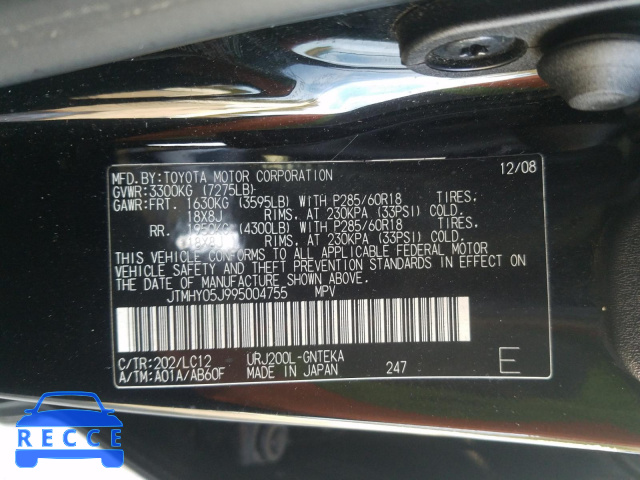 MFD.BY:TOYOTA MOTOR CORPORATION 12/08
GVWR:3300KG (7275LB)
GAWR:FRT. 1630KG (3595LB) WITH P285/60R18 TIRES.
18X8J RIMS. AT 230KPA (33PSI) COLD
RR. 1950KG (4300LB) WITH P285/60R18 TIRES.
18X8J RIMS. AT 230KPA (33PSI) COLD
THIS VEHICLE CONFORMS TO ALL APPLICABLE FEDERAL MOTOR
VEHICLE SAFETY AND THEFT PREVENTION STANDARDS IN EFFECT ON
THE DATE OF MANUFACTURE SHOWN ABOVE.
JTMHY05J995004755 MPV
C/TR:202/LC12 URJ200L-GNTEKA
A/TM:A01A/AB60F MADE IN JAPAN 247 E
RECCE